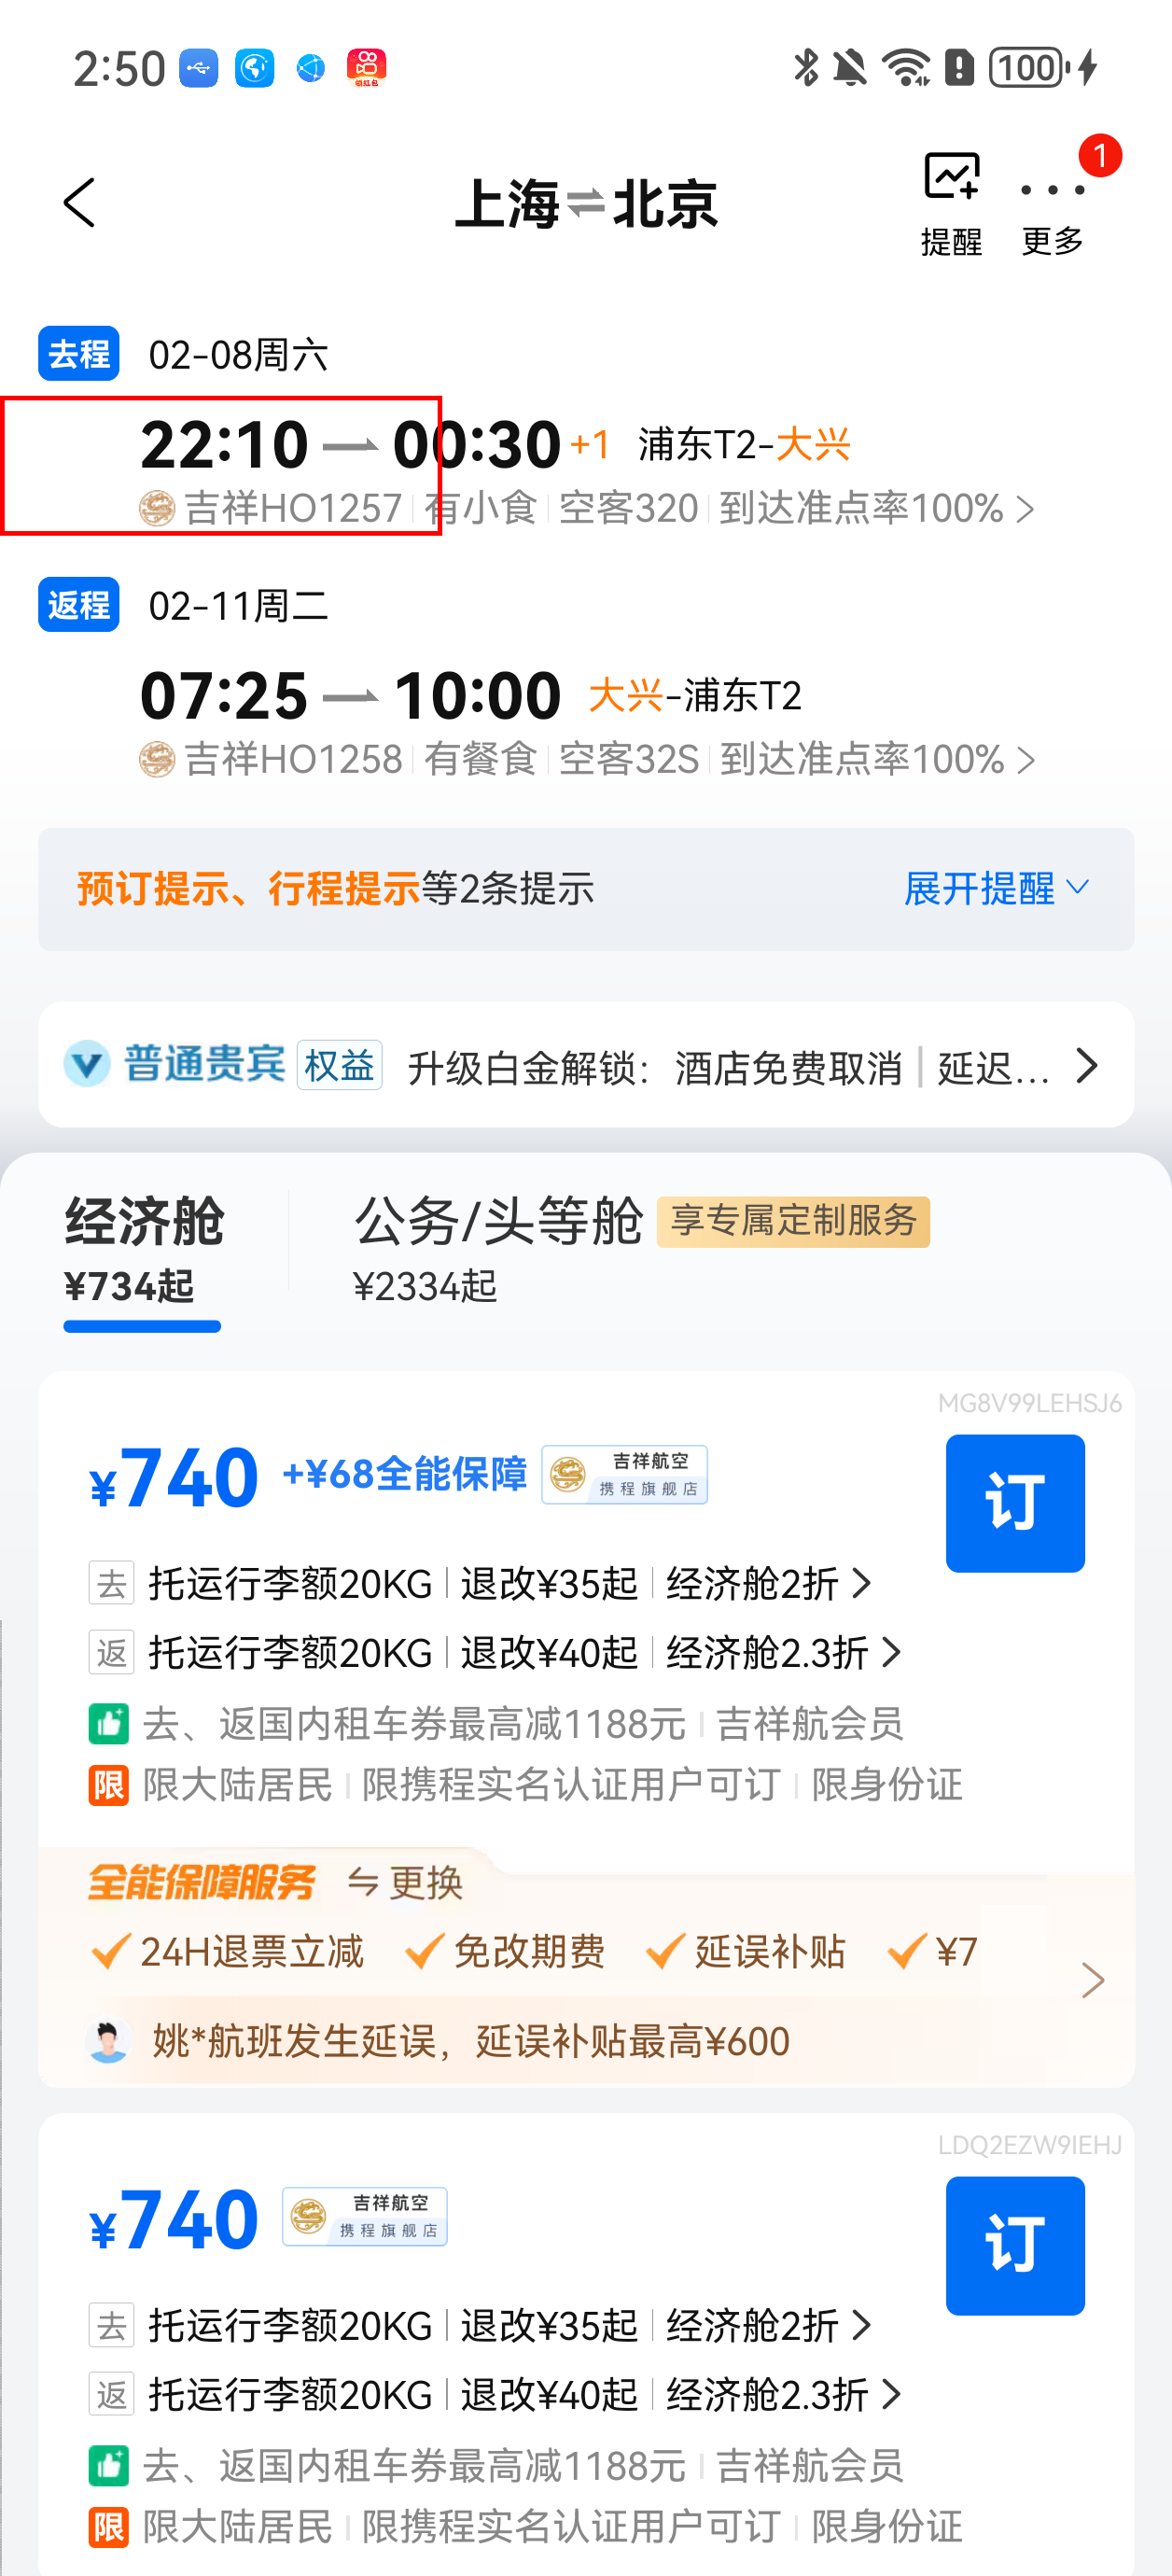 2:50
领红包
100
上海⇌北京
提醒
更多
1
去程 02-08周六
22:10 00:30 +1 浦东T2-大兴
吉祥HO1257 有小食 空客320 到达准点率100%
返程 02-11周二
07:25 10:00 大兴-浦东T2
吉祥HO1258 有餐食 空客32S 到达准点率100%
预订提示、行程提示等2条提示 展开提醒
普通贵宾 权益 升级白金解锁：酒店免费取消 | 延迟...
经济舱 公务/头等舱 享专属定制服务
¥734起 ¥2334起
MG8V99LEHSJ6
¥740 +¥68全能保障 吉祥航空 携程旗舰店
订
去 托运行李额20KG 退改¥35起 经济舱2折
返 托运行李额20KG 退改¥40起 经济舱2.3折
去、返国内租车券最高减1188元 吉祥航会员
限 限大陆居民 限携程实名认证用户可订 限身份证
全能保障服务 更换
24H退票立减 免改期费 延误补贴 ¥7
姚*航班发生延误，延误补贴最高¥600
LDQ2EZW9IEHJ
¥740 吉祥航空 携程旗舰店
订
去 托运行李额20KG 退改¥35起 经济舱2折
返 托运行李额20KG 退改¥40起 经济舱2.3折
去、返国内租车券最高减1188元 吉祥航会员
限 限大陆居民 限携程实名认证用户可订 限身份证